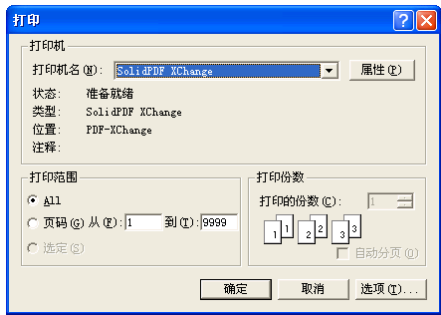 打印
打印机
打印机名(N): SolidPDF XChange 属性(P)
状态: 准备就绪
类型: SolidPDF XChange
位置: PDF-XChange
注释:
打印范围
All
页码(G) 从(F): 1 到(T): 9999
选定(S)
打印份数
打印的份数(C): 1
1 1 2 2 3 3
自动分页(O)
确定 取消 选项(I)...